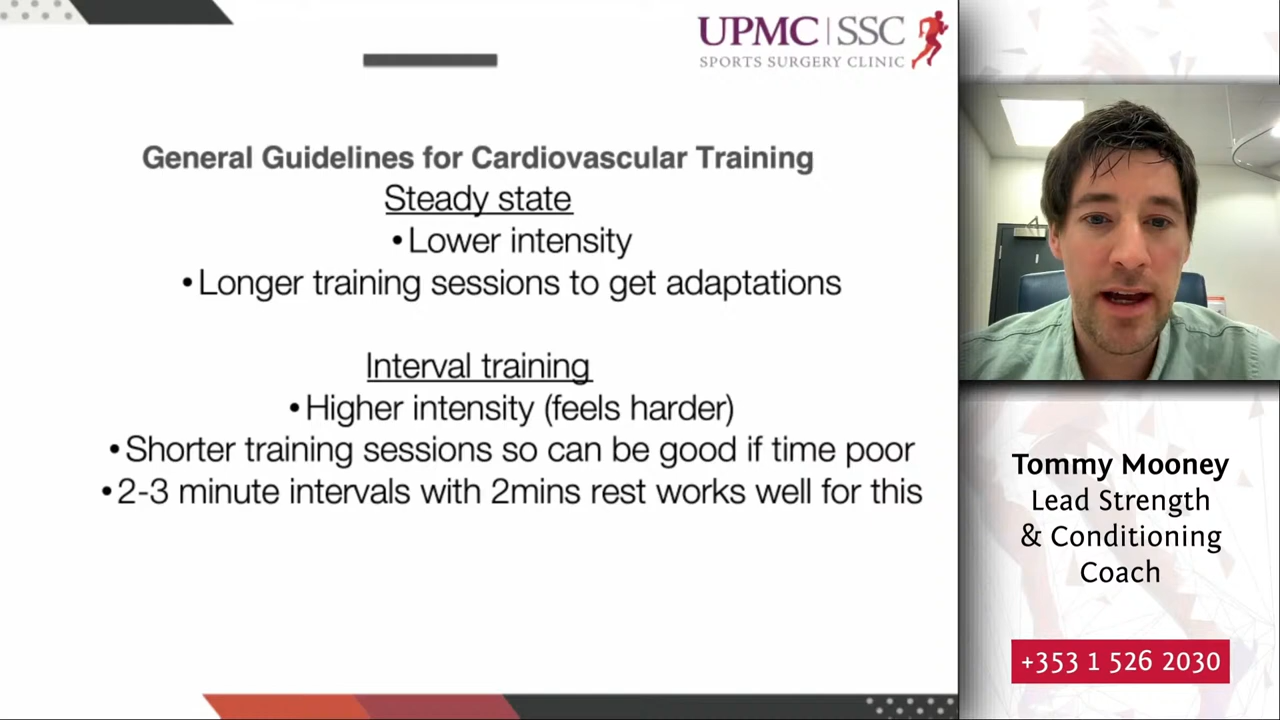 UPMC | SSC
SPORTS SURGERY CLINIC
General Guidelines for Cardiovascular Training
Steady state
•Lower intensity
•Longer training sessions to get adaptations
Interval training
•Higher intensity (feels harder)
•Shorter training sessions so can be good if time poor
•2-3 minute intervals with 2mins rest works well for this
Tommy Mooney
Lead Strength
& Conditioning
Coach
+353 1 526 2030